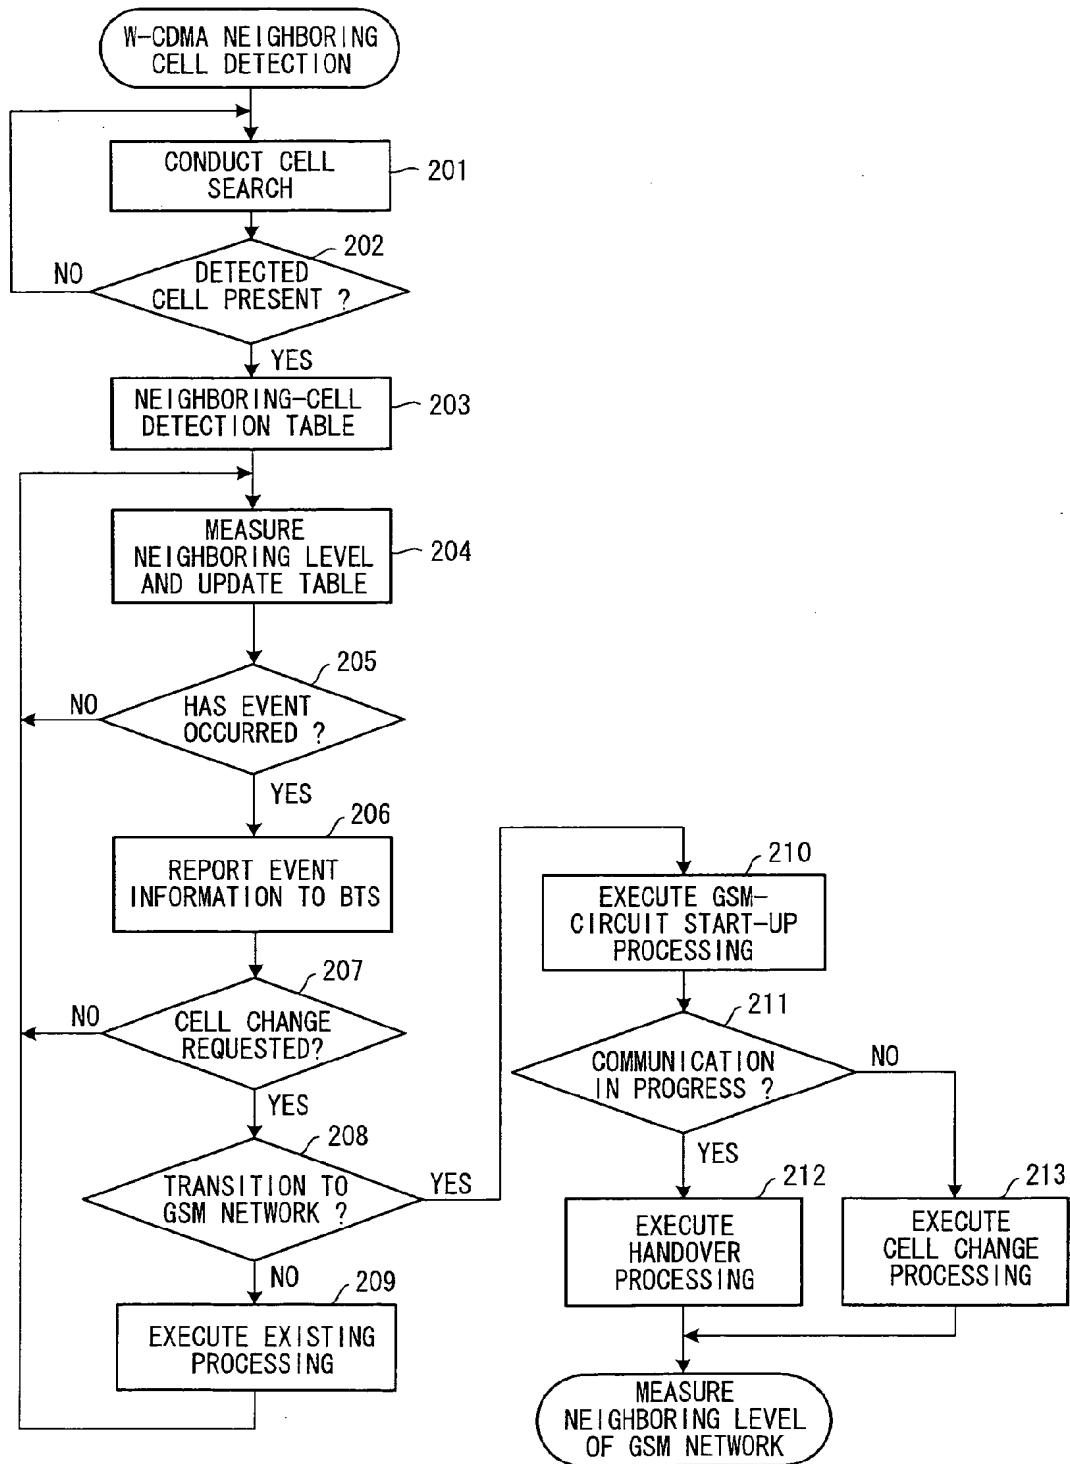 W-CDMA NEIGHBORING
CELL DETECTION
CONDUCT CELL
SEARCH
201
202
DETECTED
CELL PRESENT ?
NO
YES
NEIGHBORING-CELL
DETECTION TABLE
203
MEASURE
NEIGHBORING LEVEL
AND UPDATE TABLE
204
205
HAS EVENT
OCCURRED ?
NO
YES
206
REPORT EVENT
INFORMATION TO BTS
207
CELL CHANGE
REQUESTED?
NO
YES
208
TRANSITION TO
GSM NETWORK ?
YES
NO
209
EXECUTE EXISTING
PROCESSING
210
EXECUTE GSM-
CIRCUIT START-UP
PROCESSING
211
COMMUNICATION
IN PROGRESS ?
NO
YES
212
EXECUTE
HANDOVER
PROCESSING
213
EXECUTE
CELL CHANGE
PROCESSING
MEASURE
NEIGHBORING LEVEL
OF GSM NETWORK